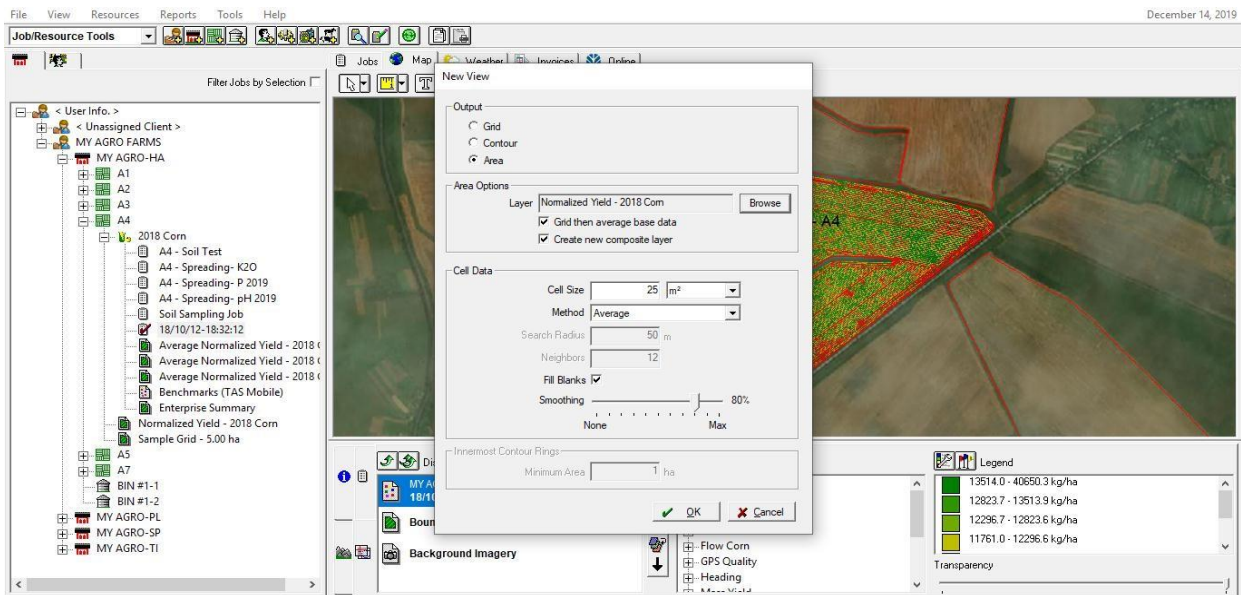 File View Resources Reports Tools Help
December 14, 2019
Job/Resource Tools
Jobs Map Weather Invoices Online
Filter Jobs by Selection
< User Info. >
< Unassigned Client >
MY AGRO FARMS
MY AGRO-HA
A1
A2
A3
A4
2018 Corn
A4 - Soil Test
A4 - Spreading- K2O
A4 - Spreading- P 2019
A4 - Spreading- pH 2019
Soil Sampling Job
18/10/12-18:32:12
Average Normalized Yield - 2018
Average Normalized Yield - 2018
Average Normalized Yield - 2018
Benchmarks (TAS Mobile)
Enterprise Summary
Normalized Yield - 2018 Corn
Sample Grid - 5.00 ha
A5
A7
BIN #1-1
BIN #1-2
MY AGRO-PL
MY AGRO-SP
MY AGRO-TI
New View
Output
Grid
Contour
Area
Area Options
Layer Normalized Yield - 2018 Corn Browse
Grid then average base data
Create new composite layer
Cell Data
Cell Size 25 m²
Method Average
Search Radius 50 m
Neighbors 12
Fill Blanks
Smoothing 80%
None Max
Innermost Contour Rings
Minimum Area 1 ha
OK Cancel
- A4
Di
MY A
18/10
Boun
Background Imagery
Flow Corn
GPS Quality
Heading
Legend
13514.0 - 40650.3 kg/ha
12823.7 - 13513.9 kg/ha
12296.7 - 12823.6 kg/ha
11761.0 - 12296.6 kg/ha
Transparency